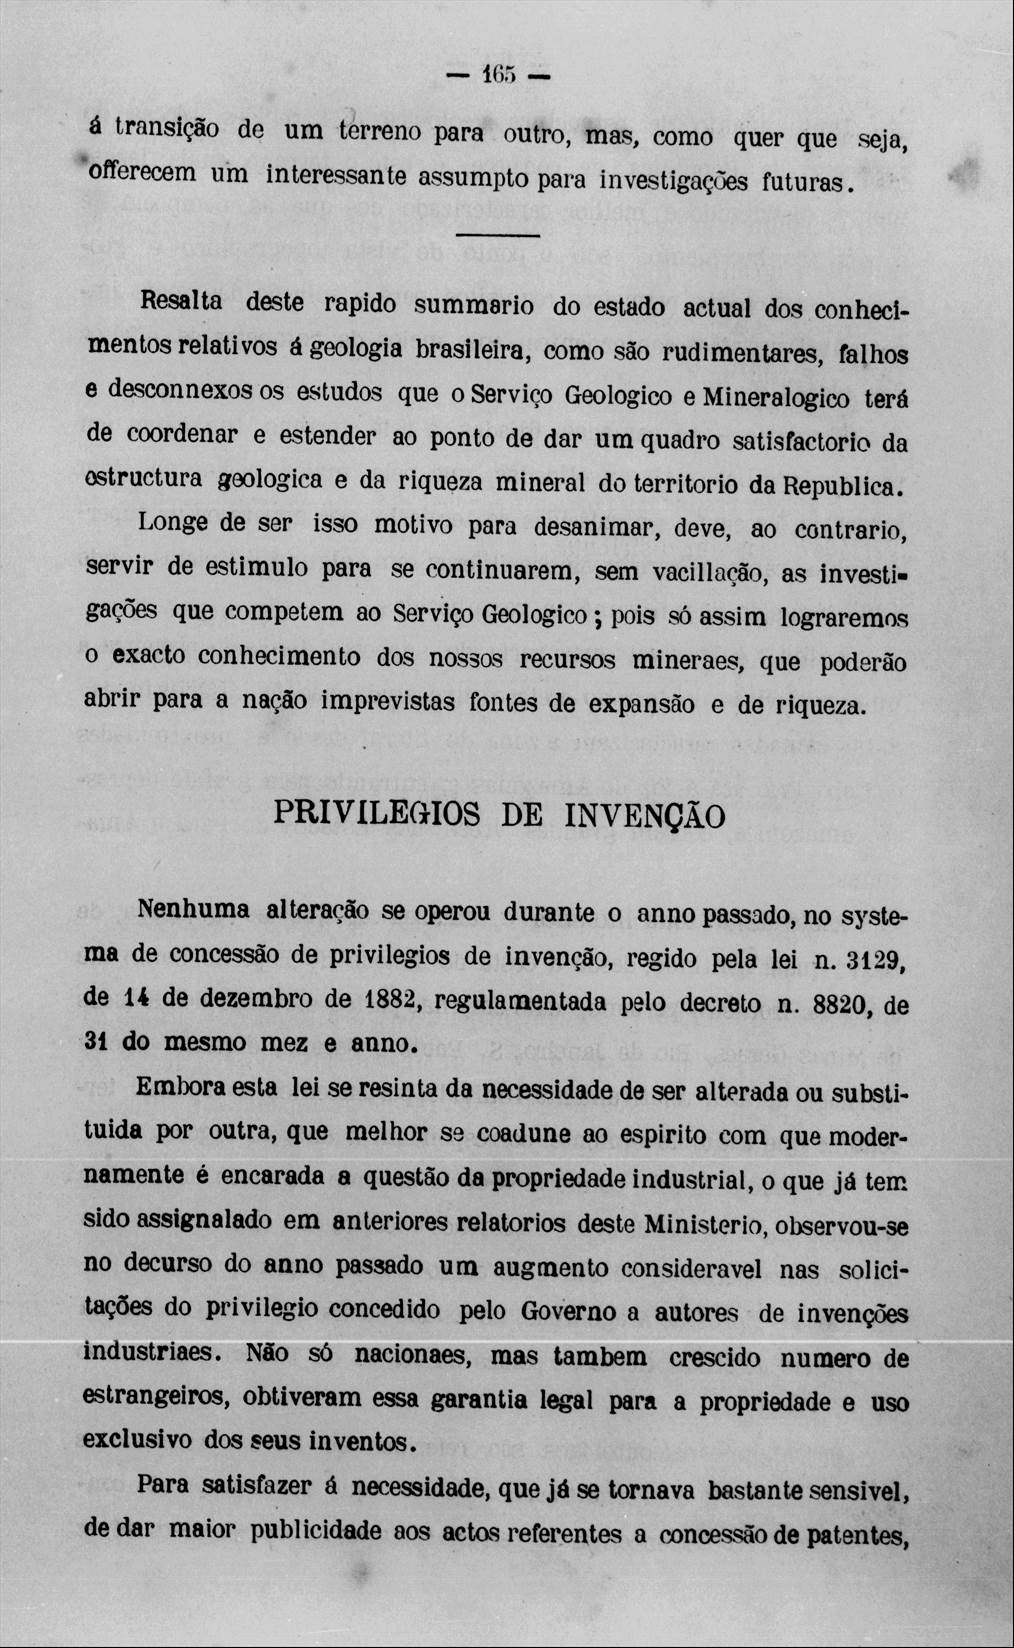 — 165 —
á transição de um terreno para outro, mas, como quer que seja,
offerecem um interessante assumpto para investigações futuras.
Resalta deste rapido summario do estado actual dos conheci-
mentos relativos á geologia brasileira, como são rudimentares, falhos
e desconnexos os estudos que o Serviço Geologico e Mineralogico terá
de coordenar e estender ao ponto de dar um quadro satisfactorio da
estructura geologica e da riqueza mineral do territorio da Republica.
Longe de ser isso motivo para desanimar, deve, ao contrario,
servir de estimulo para se continuarem, sem vacillação, as investi-
gações que competem ao Serviço Geologico ; pois só assim lograremos
o exacto conhecimento dos nossos recursos mineraes, que poderão
abrir para a nação imprevistas fontes de expansão e de riqueza.
PRIVILEGIOS DE INVENÇÃO
Nenhuma alteração se operou durante o anno passado, no syste-
ma de concessão de privilegios de invenção, regido pela lei n. 3129,
de 14 de dezembro de 1882, regulamentada pelo decreto n. 8820, de
31 do mesmo mez e anno.
Embora esta lei se resinta da necessidade de ser alterada ou substi-
tuida por outra, que melhor se coadune ao espirito com que moder-
namente é encarada a questão da propriedade industrial, o que já tem
sido assignalado em anteriores relatorios deste Ministerio, observou-se
no decurso do anno passado um augmento consideravel nas solici-
tações do privilegio concedido pelo Governo a autores de invenções
industriaes. Não só nacionaes, mas tambem crescido numero de
estrangeiros, obtiveram essa garantia legal para a propriedade e uso
exclusivo dos seus inventos.
Para satisfazer á necessidade, que já se tornava bastante sensivel,
de dar maior publicidade aos actos referentes a concessão de patentes,